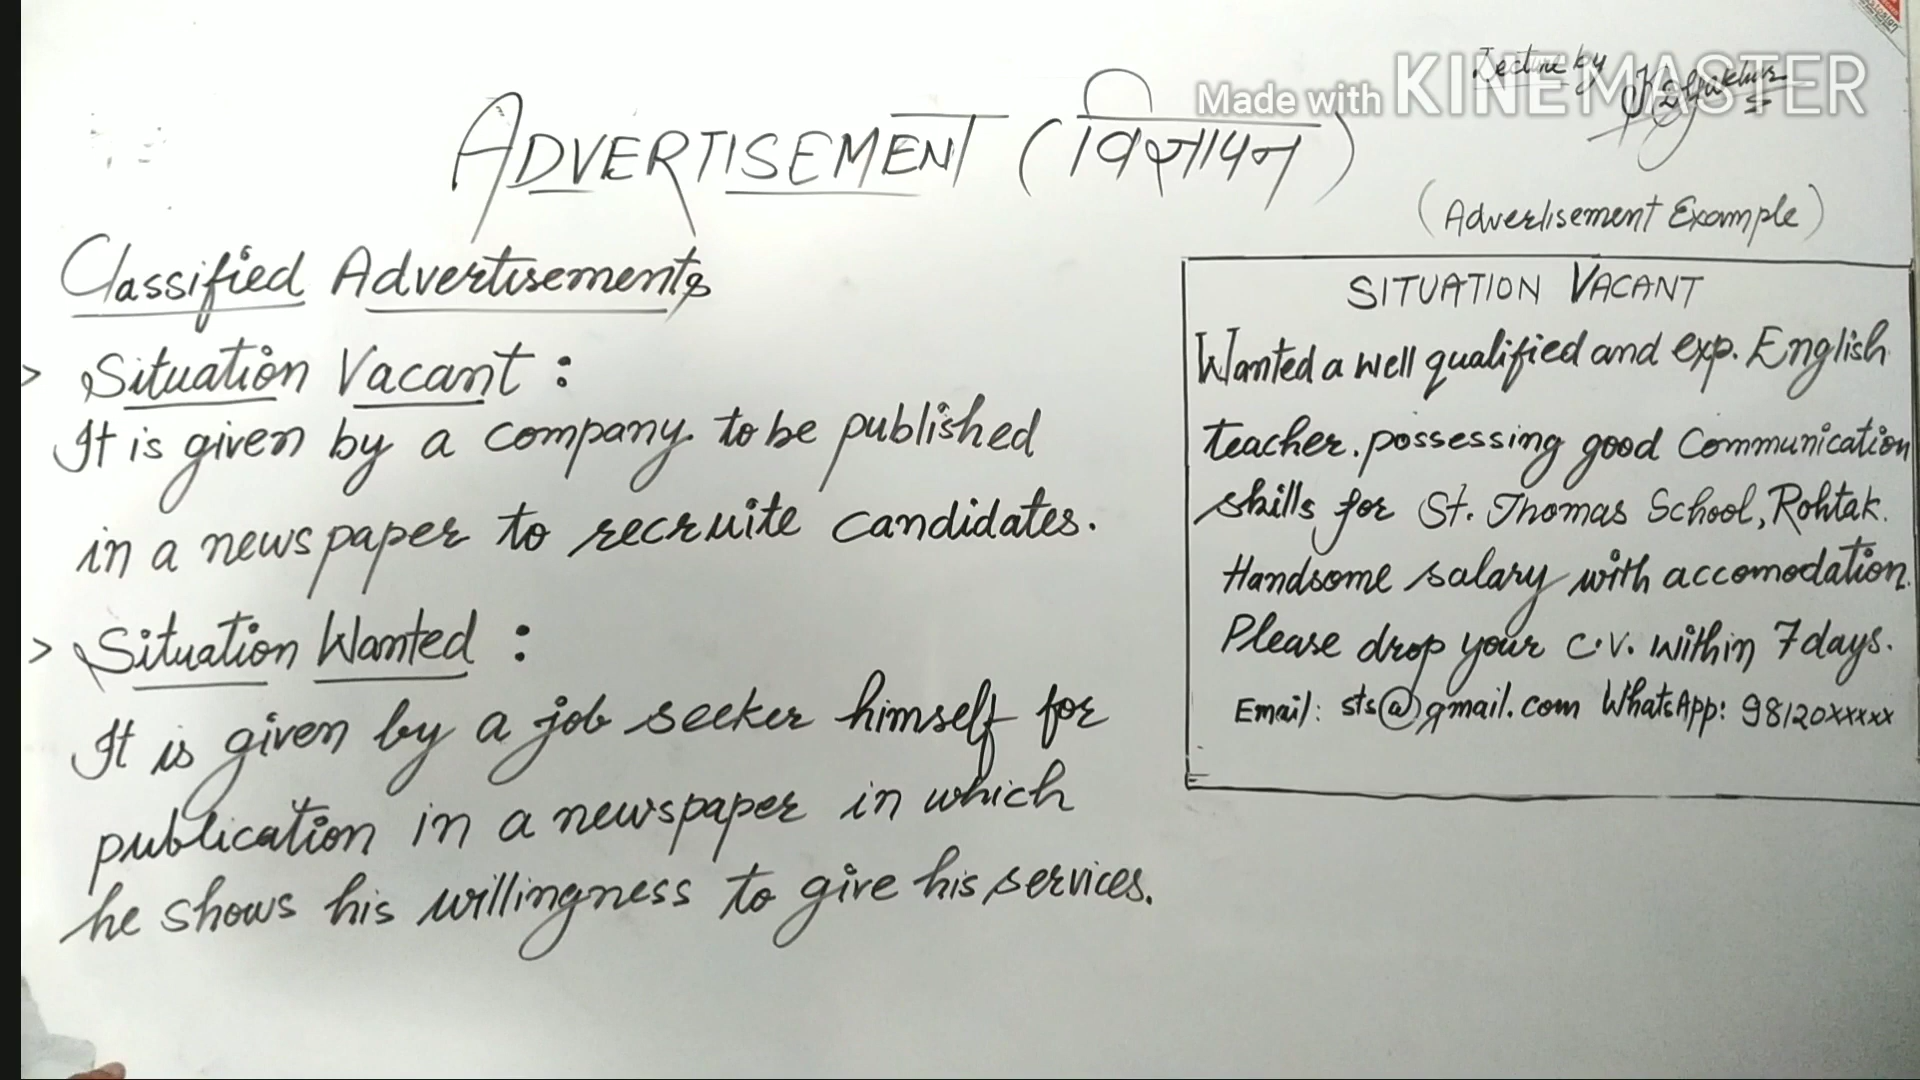 Made with KINEMASTER
Lecture by
ADVERTISEMENT (विज्ञापन)
Classified Advertisements
> Situation Vacant :
It is given by a company to be published
in a newspaper to recruite candidates.
> Situation Wanted :
It is given by a job seeker himself for
publication in a newspaper in which
he shows his willingness to give his services.
(Advertisement Example)
SITUATION VACANT
Wanted a well qualified and exp. English
teacher. possessing good Communication
skills for St. Thomas School, Rohtak.
Handsome salary with accomodation.
Please drop your C.V. within 7 days.
Email: sts@gmail.com WhatsApp: 98120xxxxx